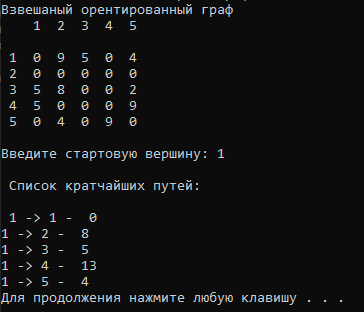 Взвешаный орентированный граф
1 2 3 4 5
1 0 9 5 0 4
2 0 0 0 0 0
3 5 8 0 0 2
4 5 0 0 0 9
5 0 4 0 9 0
Введите стартовую вершину: 1
Список кратчайших путей:
1 -> 1 - 0
1 -> 2 - 8
1 -> 3 - 5
1 -> 4 - 13
1 -> 5 - 4
Для продолжения нажмите любую клавишу . . .